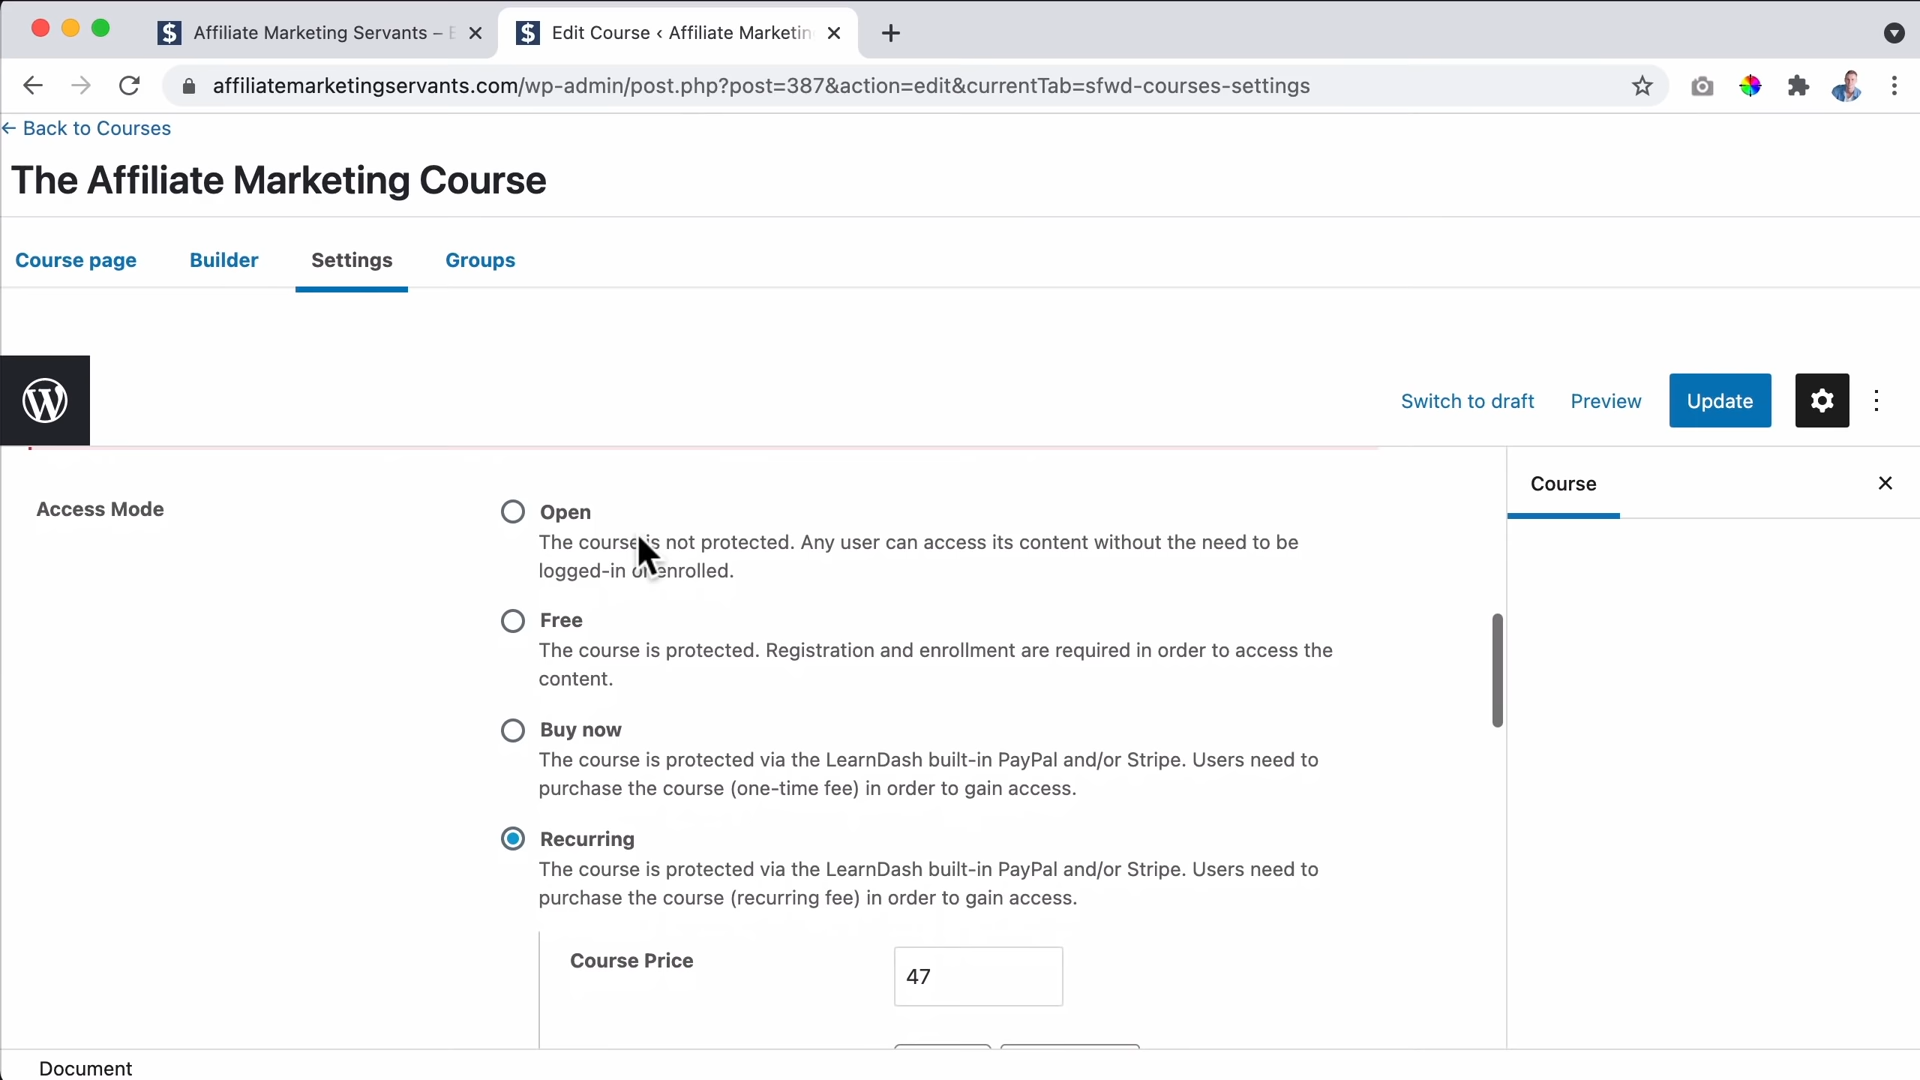 Affiliate Marketing Servants –
Edit Course ‹ Affiliate Marketin
affiliatemarketingservants.com/wp-admin/post.php?post=387&action=edit&currentTab=sfwd-courses-settings
← Back to Courses
The Affiliate Marketing Course
Course page
Builder
Settings
Groups
Switch to draft
Preview
Update
Course
Access Mode
Open
The course is not protected. Any user can access its content without the need to be
logged-in or enrolled.
Free
The course is protected. Registration and enrollment are required in order to access the
content.
Buy now
The course is protected via the LearnDash built-in PayPal and/or Stripe. Users need to
purchase the course (one-time fee) in order to gain access.
Recurring
The course is protected via the LearnDash built-in PayPal and/or Stripe. Users need to
purchase the course (recurring fee) in order to gain access.
Course Price
47
Document